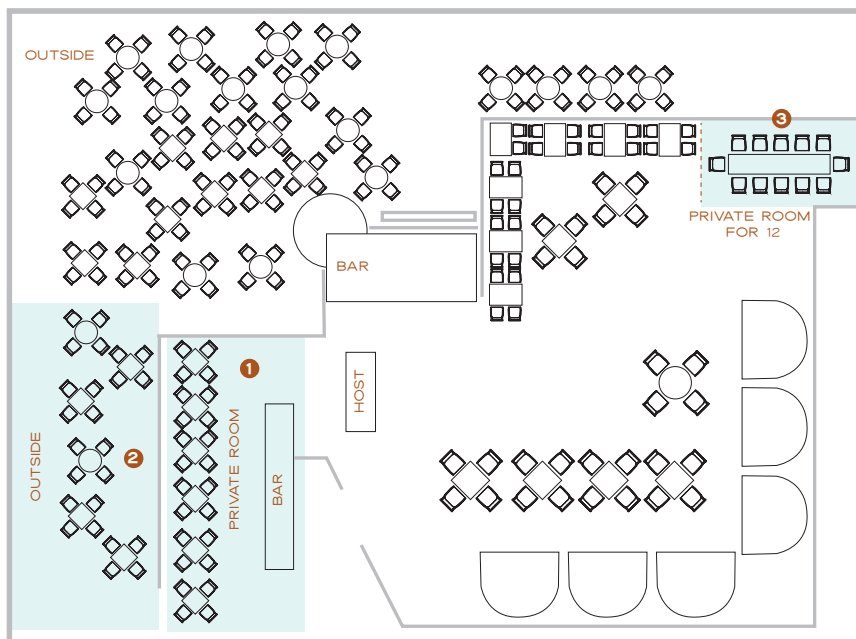 OUTSIDE
3
PRIVATE ROOM
FOR 12
BAR
1
HOST
PRIVATE ROOM
BAR
OUTSIDE
2